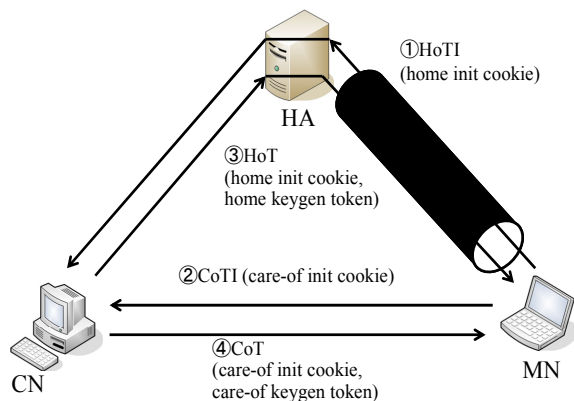 ①HoTI
(home init cookie)
HA
③HoT
(home init cookie,
home keygen token)
②CoTI (care-of init cookie)
④CoT
(care-of init cookie,
care-of keygen token)
CN
MN